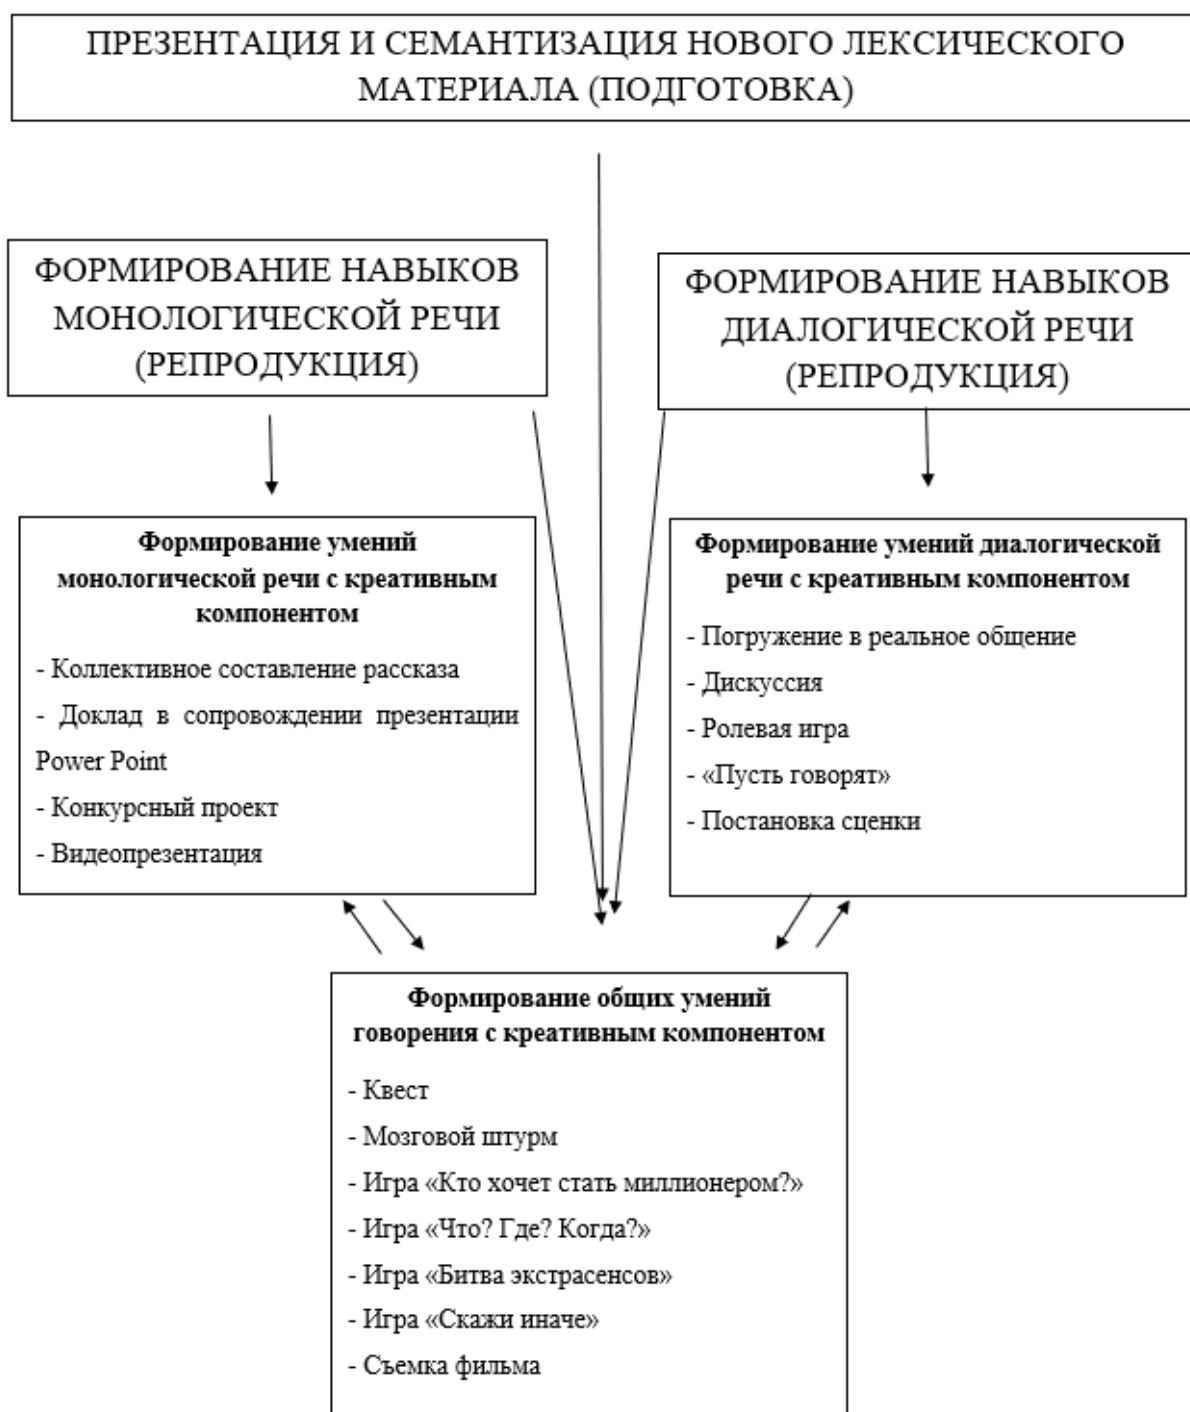 ПРЕЗЕНТАЦИЯ И СЕМАНТИЗАЦИЯ НОВОГО ЛЕКСИЧЕСКОГО
МАТЕРИАЛА (ПОДГОТОВКА)
ФОРМИРОВАНИЕ НАВЫКОВ
МОНОЛОГИЧЕСКОЙ РЕЧИ
(РЕПРОДУКЦИЯ)
ФОРМИРОВАНИЕ НАВЫКОВ
ДИАЛОГИЧЕСКОЙ РЕЧИ
(РЕПРОДУКЦИЯ)
Формирование умений
монологической речи с креативным
компонентом
- Коллективное составление рассказа
- Доклад в сопровождении презентации
Power Point
- Конкурсный проект
- Видеопрезентация
Формирование умений диалогической
речи с креативным компонентом
- Погружение в реальное общение
- Дискуссия
- Ролевая игра
- «Пусть говорят»
- Постановка сценки
Формирование общих умений
говорения с креативным компонентом
- Квест
- Мозговой штурм
- Игра «Кто хочет стать миллионером?»
- Игра «Что? Где? Когда?»
- Игра «Битва экстрасенсов»
- Игра «Скажи иначе»
- Съемка фильма